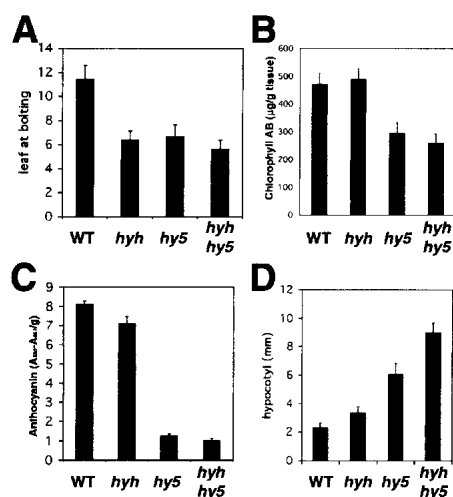 A
leaf at bolting
14
12
10
8
6
4
2
0
WT hyh hy5 hyh
hy5
B
Chlorophyll AB (μg/g tissue)
600
500
400
300
200
100
0
WT hyh hy5 hyh
hy5
C
Anthocyanin
9
8
7
6
5
4
3
2
1
0
WT hyh hy5 hyh
hy5
D
hypocotyl (mm)
12
10
8
6
4
2
0
WT hyh hy5 hyh
hy5